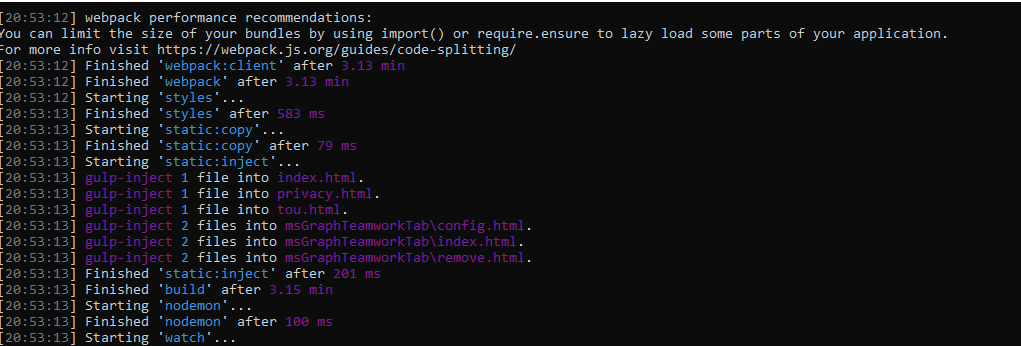 [20:53:12] webpack performance recommendations:
You can limit the size of your bundles by using import() or require.ensure to lazy load some parts of your application.
For more info visit https://webpack.js.org/guides/code-splitting/
[20:53:12] Finished 'webpack:client' after 3.13 min
[20:53:12] Finished 'webpack' after 3.13 min
[20:53:12] Starting 'styles'...
[20:53:13] Finished 'styles' after 583 ms
[20:53:13] Starting 'static:copy'...
[20:53:13] Finished 'static:copy' after 79 ms
[20:53:13] Starting 'static:inject'...
[20:53:13] gulp-inject 1 file into index.html.
[20:53:13] gulp-inject 1 file into privacy.html.
[20:53:13] gulp-inject 1 file into tou.html.
[20:53:13] gulp-inject 2 files into msGraphTeamworkTab\config.html.
[20:53:13] gulp-inject 2 files into msGraphTeamworkTab\index.html.
[20:53:13] gulp-inject 2 files into msGraphTeamworkTab\remove.html.
[20:53:13] Finished 'static:inject' after 201 ms
[20:53:13] Finished 'build' after 3.15 min
[20:53:13] Starting 'nodemon'...
[20:53:13] Finished 'nodemon' after 100 ms
[20:53:13] Starting 'watch'...